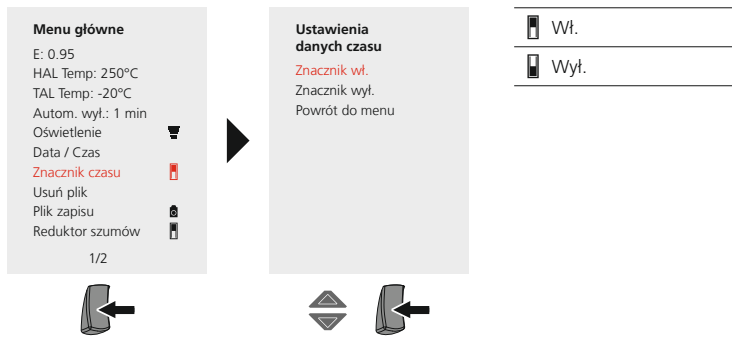 Menu główne
E: 0.95
HAL Temp: 250°C
TAL Temp: -20°C
Autom. wył.: 1 min
Oświetlenie
Data / Czas
Znacznik czasu
Usuń plik
Plik zapisu
Reduktor szumów
1/2
Ustawienia
danych czasu
Znacznik wł.
Znacznik wył.
Powrót do menu
Wł.
Wył.